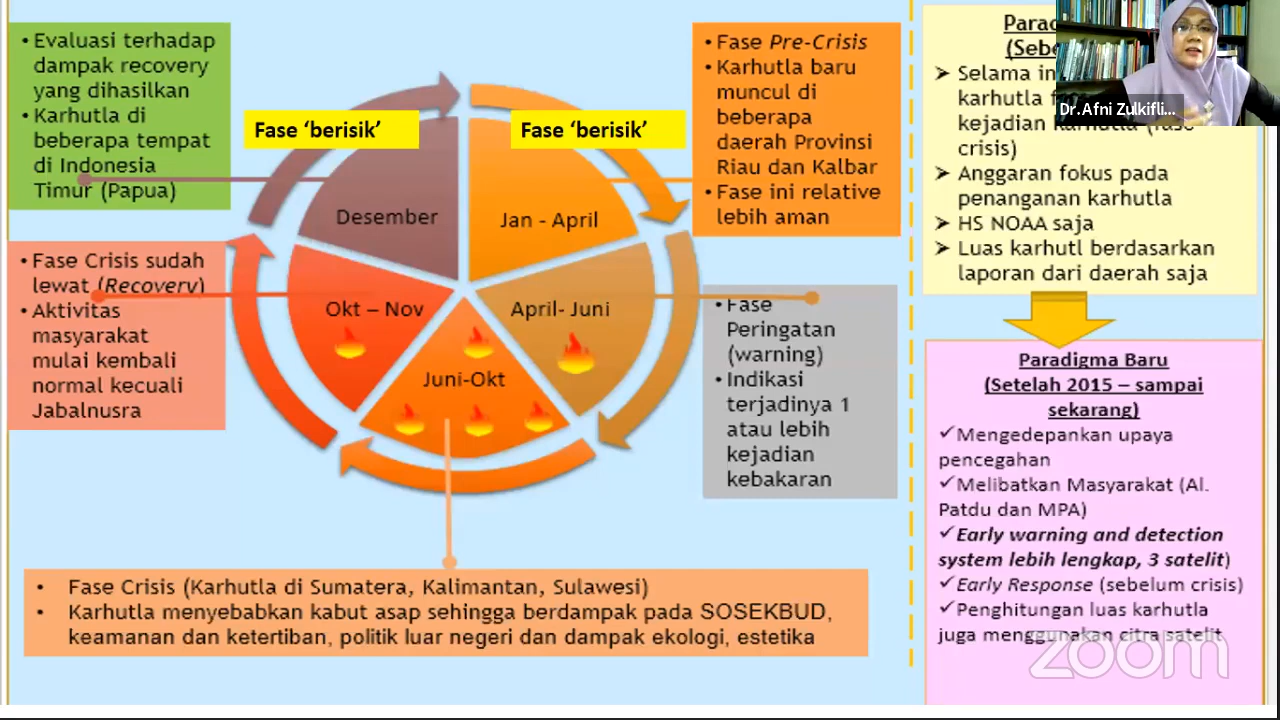 • Evaluasi terhadap
dampak recovery
yang dihasilkan
• Karhutla di
beberapa tempat
di Indonesia
Timur (Papua)
Fase ‘berisik’
Fase ‘berisik’
• Fase Pre-Crisis
• Karhutla baru
muncul di
beberapa
daerah Provinsi
Riau dan Kalbar
• Fase ini relative
lebih aman
Desember
Jan - April
Okt – Nov
April- Juni
Juni-Okt
• Fase Crisis sudah
lewat (Recovery)
• Aktivitas
masyarakat
mulai kembali
normal kecuali
Jabalnusra
• Fase
Peringatan
(warning)
• Indikasi
terjadinya 1
atau lebih
kejadian
kebakaran
• Fase Crisis (Karhutla di Sumatera, Kalimantan, Sulawesi)
• Karhutla menyebabkan kabut asap sehingga berdampak pada SOSEKBUD,
keamanan dan ketertiban, politik luar negeri dan dampak ekologi, estetika
Dr.Afni Zulkifli...
➤ Selama
karhutla
kejadian karhutla (fase
crisis)
➤ Anggaran fokus pada
penanganan karhutla
➤ HS NOAA saja
➤ Luas karhutl berdasarkan
laporan dari daerah saja
Paradigma Baru
(Setelah 2015 – sampai
sekarang)
✓Mengedepankan upaya
pencegahan
✓Melibatkan Masyarakat (Al.
Patdu dan MPA)
✓Early warning and detection
system lebih lengkap, 3 satelit)
✓Early Response (sebelum crisis)
✓Penghitungan luas karhutla
juga menggunakan citra satelit
zoom